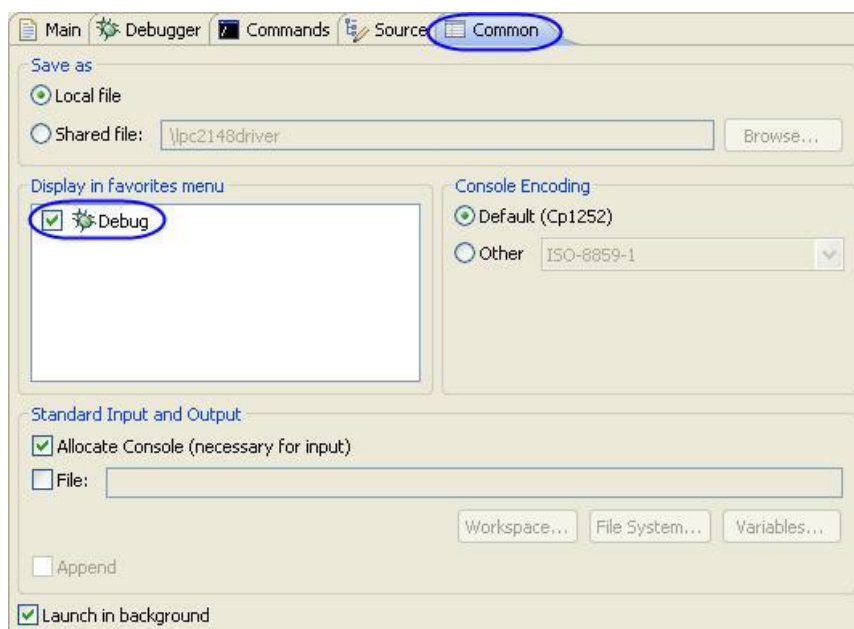 Main Debugger Commands Source Common
Save as
Local file
Shared file: \lpc2148driver Browse...
Display in favorites menu
Debug
Console Encoding
Default (Cp1252)
Other ISO-8859-1
Standard Input and Output
Allocate Console (necessary for input)
File:
Workspace... File System... Variables...
Append
Launch in background